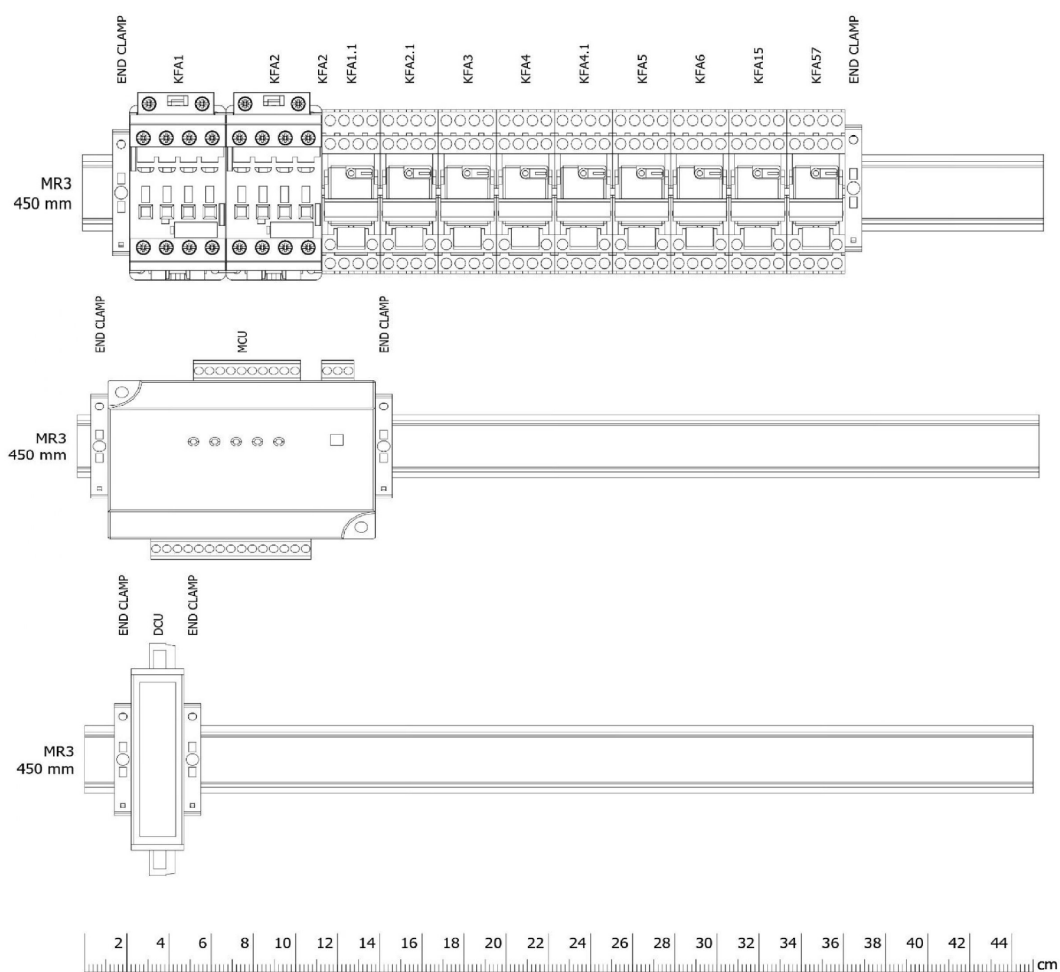 END CLAMP
KFA1
KFA2
KFA2
KFA1.1
KFA2.1
KFA3
KFA4
KFA4.1
KFA5
KFA6
KFA15
KFA57
END CLAMP
MR3
450 mm
END CLAMP
MCU
END CLAMP
MR3
450 mm
END CLAMP
DCU
END CLAMP
MR3
450 mm
2 4 6 8 10 12 14 16 18 20 22 24 26 28 30 32 34 36 38 40 42 44 cm